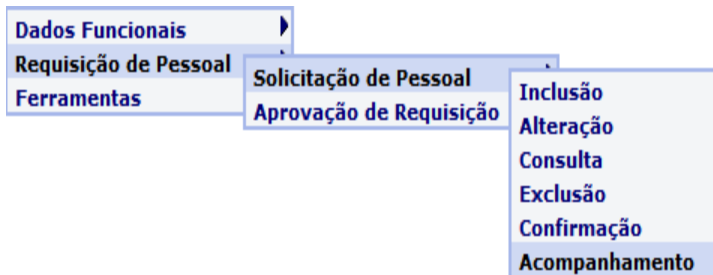 Dados Funcionais
Requisição de Pessoal
Ferramentas
Solicitação de Pessoal
Aprovação de Requisição
Inclusão
Alteração
Consulta
Exclusão
Confirmação
Acompanhamento